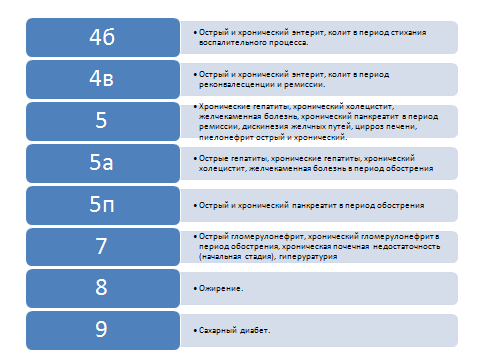 4б
• Острый и хронический энтерит, колит в период стихания
воспалительного процесса.
4в
• Острый и хронический энтерит, колит в период
реконвалесценции и ремиссии.
5
• Хронические гепатиты, хронический холецистит,
желчекаменная болезнь, хронический панкреатит в период
ремиссии, дискинезия желчных путей, цирроз печени,
пиелонефрит острый и хронический.
5а
• Острые гепатиты, хронические гепатиты, хронический
холецистит, желчекаменная болезнь в период обострения
5п
• Острый и хронический панкреатит в период обострения
7
• Острый гломерулонефрит, хронический гломерулонефрит в
период обострения, хроническая почечная недостаточность
(начальная стадия), гиперуратурия
8
• Ожирение.
9
• Сахарный диабет.